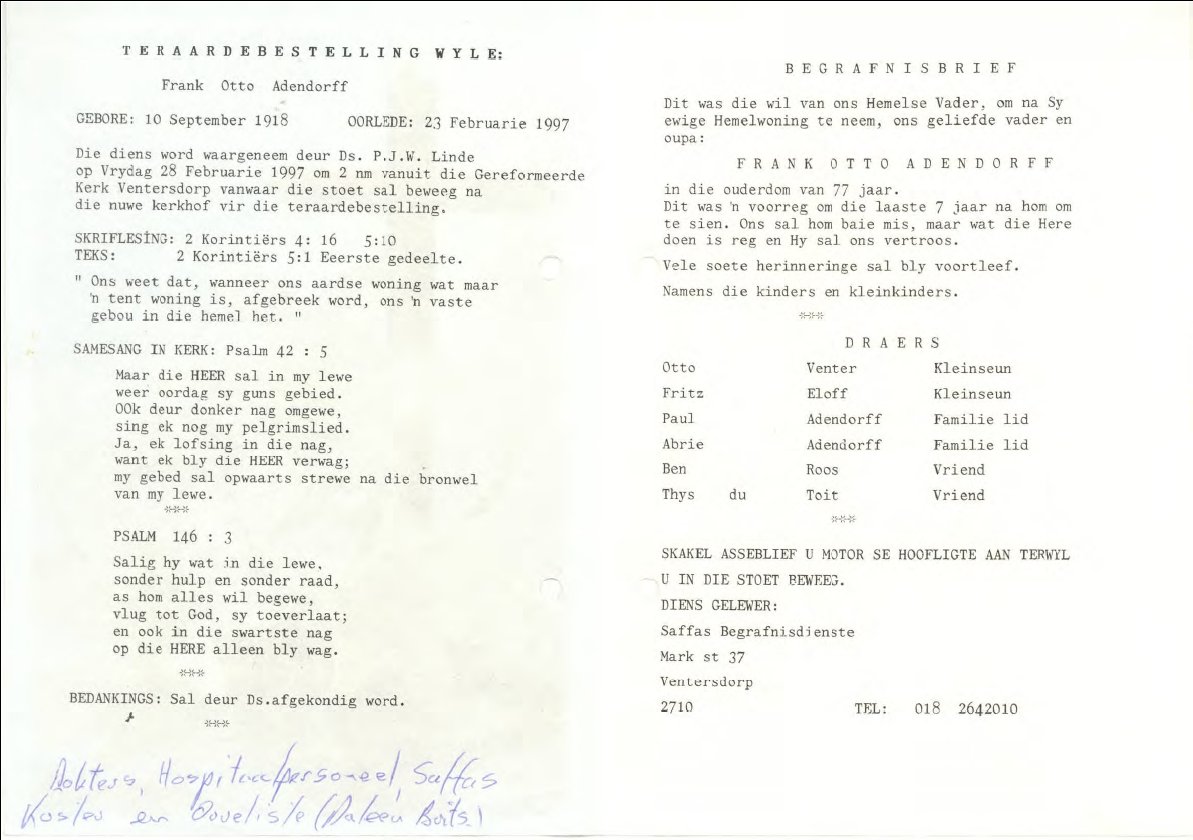 TERAARDEBESTELLING WYLE:
Frank Otto Adendorff
GEBORE: 10 September 1918 OORLEDE: 23 Februarie 1997
Die diens word waargeneem deur Ds. P.J.W. Linde
op Vrydag 28 Februarie 1997 om 2 nm vanuit die Gereformeerde
Kerk Ventersdorp vanwaar die stoet sal beweeg na
die nuwe kerkhof vir die teraardebestelling.
SKRIFLESING: 2 Korintiërs 4: 16 5:10
TEKS: 2 Korintiërs 5:1 Eeerste gedeelte.
" Ons weet dat, wanneer ons aardse woning wat maar
'n tent woning is, afgebreek word, ons 'n vaste
gebou in die hemel het. "
SAMESANG IN KERK: Psalm 42 : 5
Maar die HEER sal in my lewe
weer oordag sy guns gebied.
OOk deur donker nag omgewe,
sing ek nog my pelgrimslied.
Ja, ek lofsing in die nag,
want ek bly die HEER verwag;
my gebed sal opwaarts strewe na die bronwel
van my lewe.
***
PSALM 146 : 3
Salig hy wat in die lewe,
sonder hulp en sonder raad,
as hom alles wil begewe,
vlug tot God, sy toeverlaat;
en ook in die swartste nag
op die HERE alleen bly wag.
***
BEDANKINGS: Sal deur Ds.afgekondig word.
***
Dokters, Hospitaalpersoneel, Saffas
Koster en Orreliste (Daleen Buits.)
BEGRAFNISBRIEF
Dit was die wil van ons Hemelse Vader, om na Sy
ewige Hemelwoning te neem, ons geliefde vader en
oupa:
FRANK OTTO ADENDORFF
in die ouderdom van 77 jaar.
Dit was 'n voorreg om die laaste 7 jaar na hom om
te sien. Ons sal hom baie mis, maar wat die Here
doen is reg en Hy sal ons vertroos.
Vele soete herinneringe sal bly voortleef.
Namens die kinders en kleinkinders.
***
DRAERS
Otto Venter Kleinseun
Fritz Eloff Kleinseun
Paul Adendorff Familie lid
Abrie Adendorff Familie lid
Ben Roos Vriend
Thys du Toit Vriend
***
SKAKEL ASSEBLIEF U MOTOR SE HOOFLIGTE AAN TERWYL
U IN DIE STOET BEWEEG.
DIENS GELEWER:
Saffas Begrafnisdienste
Mark st 37
Ventersdorp
2710 TEL: 018 2642010